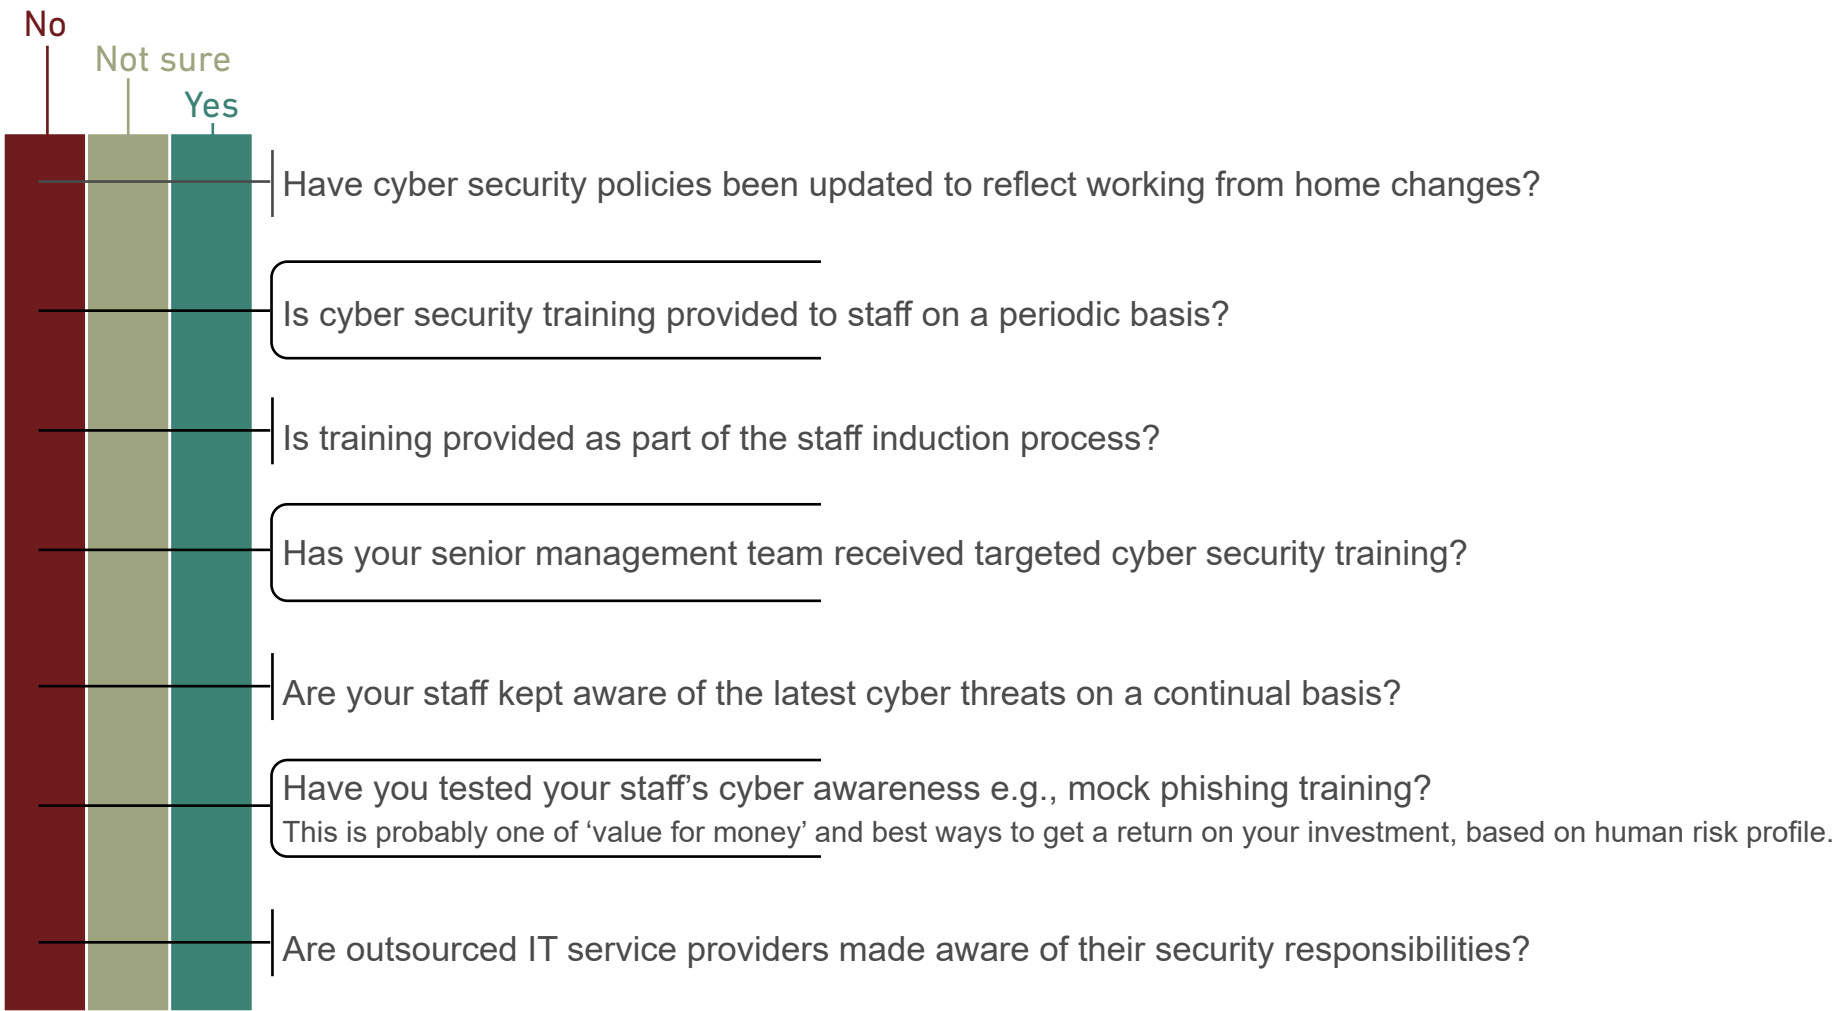 No
Not sure
Yes
Have cyber security policies been updated to reflect working from home changes?
Is cyber security training provided to staff on a periodic basis?
Is training provided as part of the staff induction process?
Has your senior management team received targeted cyber security training?
Are your staff kept aware of the latest cyber threats on a continual basis?
Have you tested your staff’s cyber awareness e.g., mock phishing training?
This is probably one of ‘value for money’ and best ways to get a return on your investment, based on human risk profile.
Are outsourced IT service providers made aware of their security responsibilities?